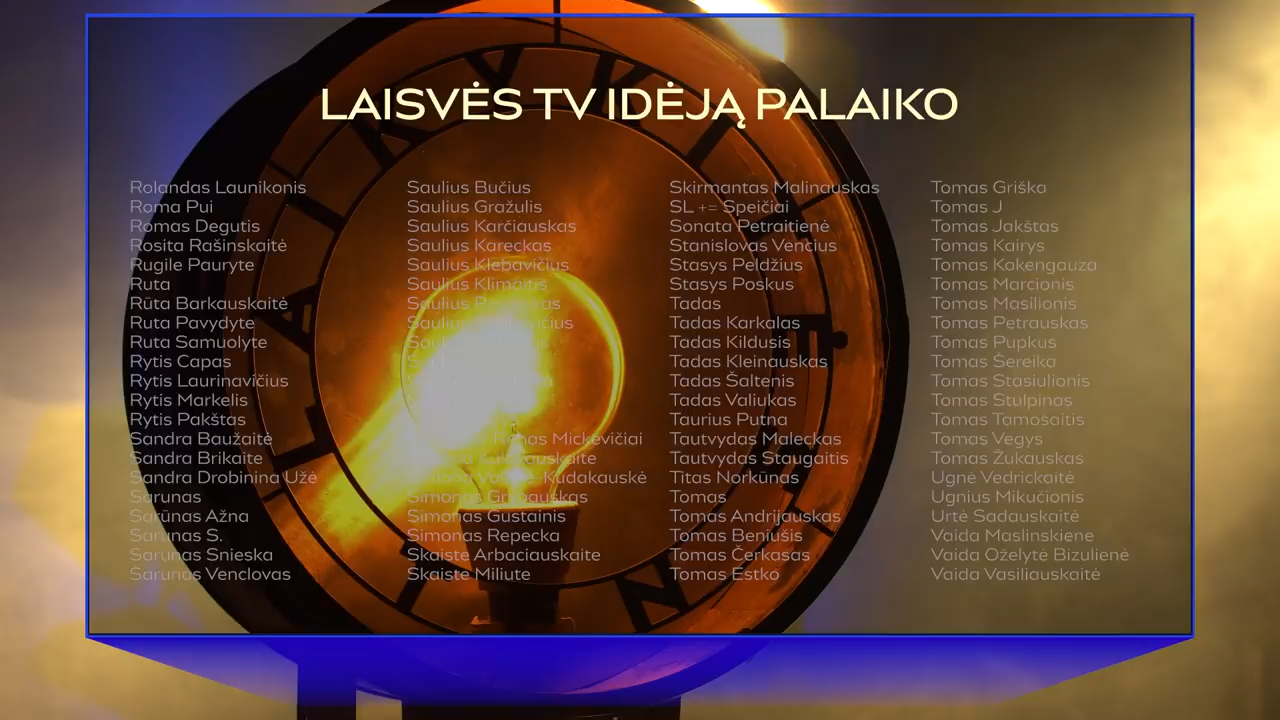 LAISVĖS TV IDĖJĄ PALAIKO
Rolandas Launikonis
Roma Pui
Romas Degutis
Rosita Rašinskaitė
Rugile Pauryte
Ruta
Rūta Barkauskaitė
Ruta Pavydyte
Ruta Samuolyte
Rytis Capas
Rytis Laurinavičius
Rytis Markelis
Rytis Pakštas
Sandra Baužaitė
Sandra Brikaite
Sandra Drobinina Užė
Sarunas
Šarūnas Ažna
Sarunas S.
Sarunas Snieska
Šarunas Venclovas
Saulius Bučius
Saulius Gražulis
Saulius Karčiauskas
Saulius Kareckas
Saulius Klebavičius
Saulius Klimaitis
Saulius
Saulius
Mickevičiai
Kudakauskė
Simonas
Simonas Gustainis
Simonas Repecka
Skaiste Arbaciauskaite
Skaiste Miliute
Skirmantas Malinauskas
SL += Speičiai
Sonata Petraitienė
Stanislovas Vencius
Stasys Peldžius
Stasys Poskus
Tadas
Tadas Karkalas
Tadas Kildusis
Tadas Kleinauskas
Tadas Šaltenis
Tadas Valiukas
Taurius Putna
Tautvydas Maleckas
Tautvydas Staugaitis
Titas Norkūnas
Tomas
Tomas Andrijauskas
Tomas Beniušis
Tomas Čerkasas
Tomas Estko
Tomas Griška
Tomas J
Tomas Jakštas
Tomas Kairys
Tomas Kokengauza
Tomas Marcionis
Tomas Masilionis
Tomas Petrauskas
Tomas Pupkus
Tomas Šereika
Tomas Stasiulionis
Tomas Stulpinas
Tomas Tamošaitis
Tomas Vegys
Tomas Žukauskas
Ugnė Vedrickaitė
Ugnius Mikučionis
Urtė Sadauskaitė
Vaida Maslinskiene
Vaida Oželytė Bizulienė
Vaida Vasiliauskaitė